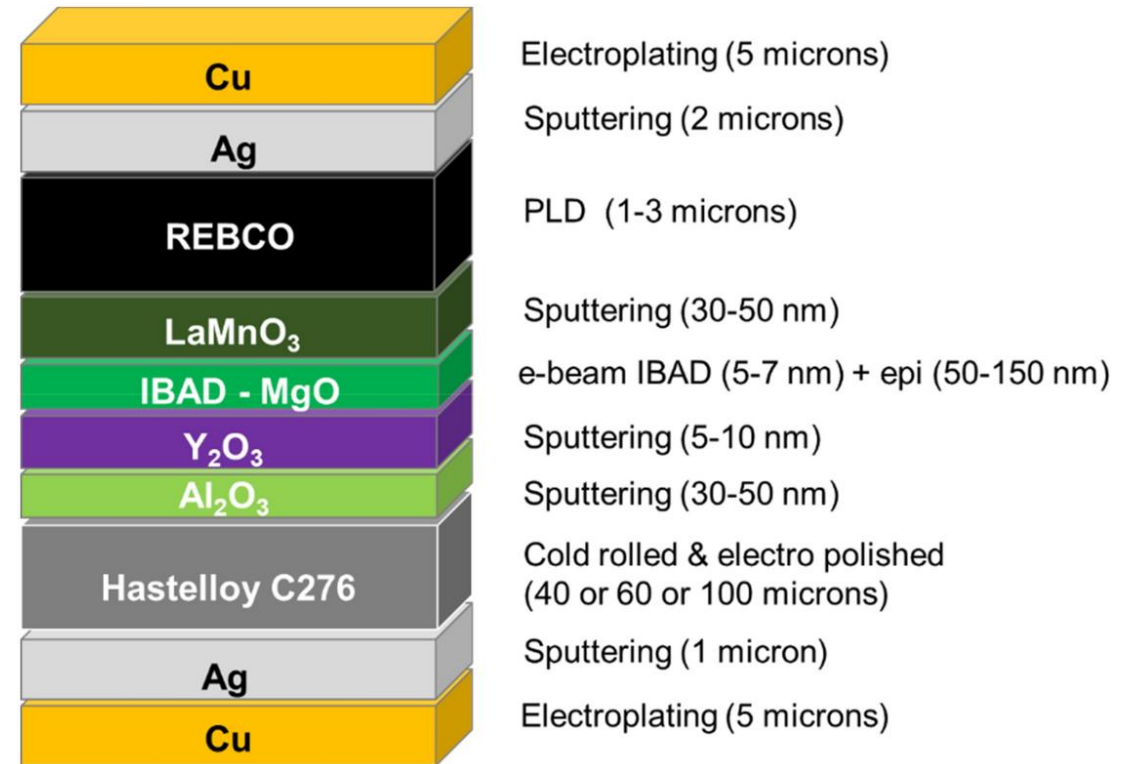 Cu
Electroplating (5 microns)
Ag
Sputtering (2 microns)
REBCO
PLD (1-3 microns)
LaMnO₃
Sputtering (30-50 nm)
IBAD - MgO
e-beam IBAD (5-7 nm) + epi (50-150 nm)
Y₂O₃
Sputtering (5-10 nm)
Al₂O₃
Sputtering (30-50 nm)
Hastelloy C276
Cold rolled & electro polished
(40 or 60 or 100 microns)
Ag
Sputtering (1 micron)
Cu
Electroplating (5 microns)